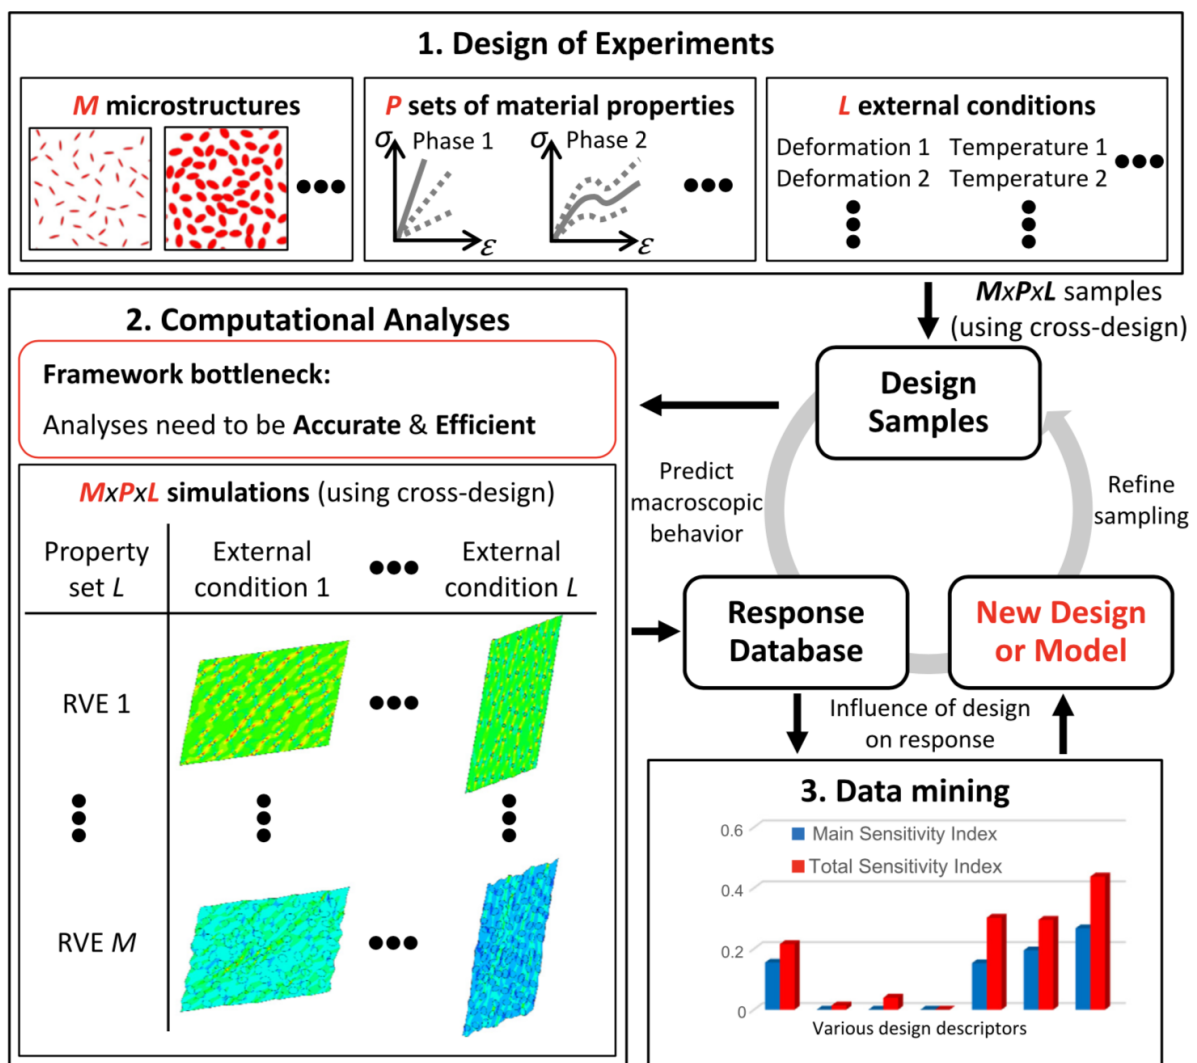 1. Design of Experiments
M microstructures
P sets of material properties
σ Phase 1
ε
σ Phase 2
ε
L external conditions
Deformation 1 Temperature 1
Deformation 2 Temperature 2
MxPxL samples
(using cross-design)
2. Computational Analyses
Framework bottleneck:
Analyses need to be Accurate & Efficient
MxPxL simulations (using cross-design)
Property
set L
External
condition 1
External
condition L
RVE 1
RVE M
Design
Samples
Predict
macroscopic
behavior
Refine
sampling
Response
Database
New Design
or Model
Influence of design
on response
3. Data mining
0.6
Main Sensitivity Index
Total Sensitivity Index
0.4
0.2
0
Various design descriptors